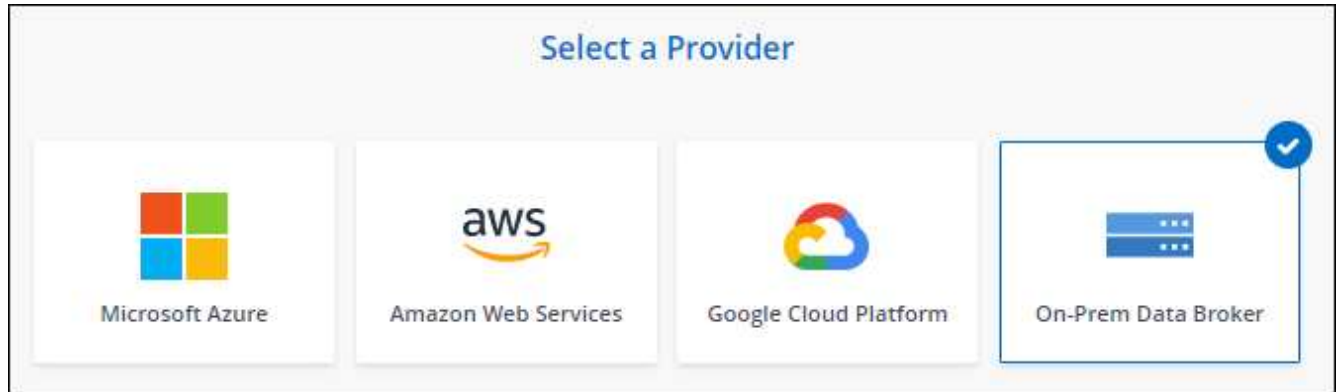 Select a Provider
aws
Microsoft Azure
Amazon Web Services
Google Cloud Platform
On-Prem Data Broker